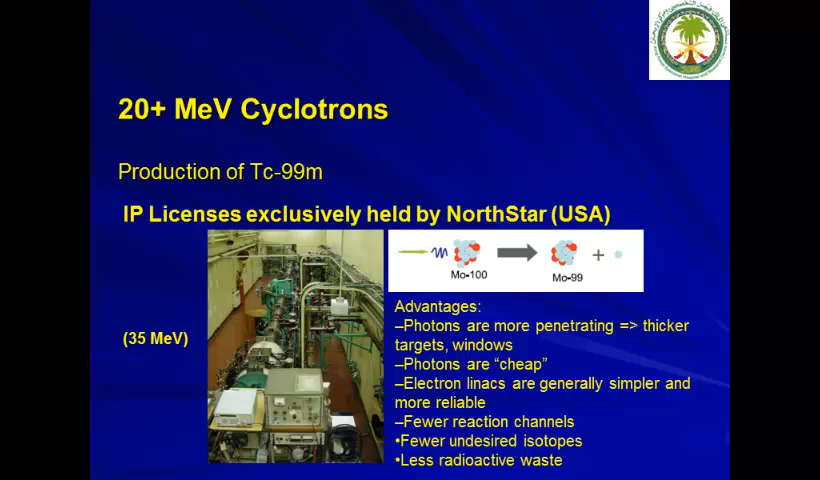 20+ MeV Cyclotrons
Production of Tc-99m
IP Licenses exclusively held by NorthStar (USA)
Mo-100
Mo-99
+
(35 MeV)
Advantages:
–Photons are more penetrating => thicker
targets, windows
–Photons are “cheap”
–Electron linacs are generally simpler and
more reliable
–Fewer reaction channels
•Fewer undesired isotopes
•Less radioactive waste